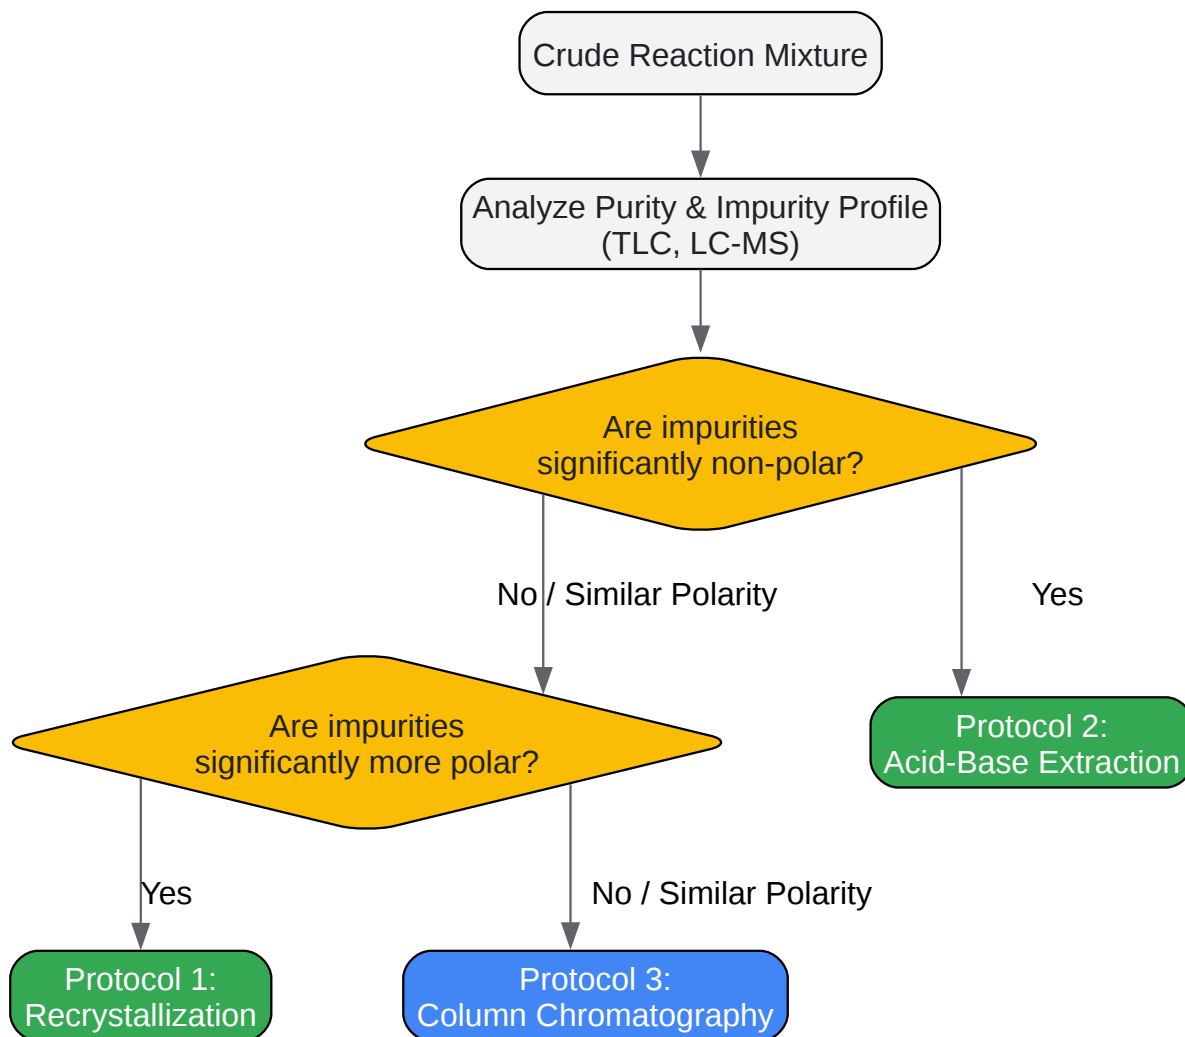 Crude Reaction Mixture
Analyze Purity & Impurity Profile
(TLC, LC-MS)
Are impurities
significantly non-polar?
No / Similar Polarity
Yes
Are impurities
significantly more polar?
Protocol 2:
Acid-Base Extraction
Yes
No / Similar Polarity
Protocol 1:
Recrystallization
Protocol 3:
Column Chromatography